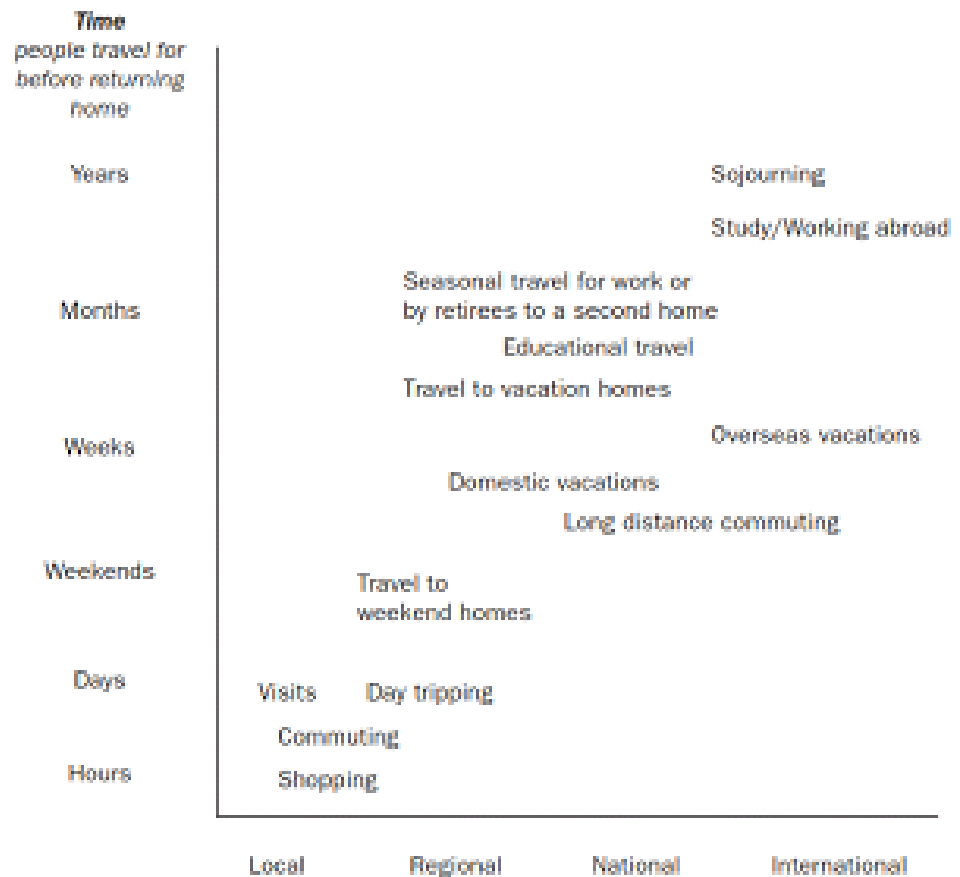 Time
people travel for
before returning
home
Years
Sojourning
Study/Working abroad
Seasonal travel for work or
Months
by retirees to a second home
Educational travel
Travel to vacation homes
Overseas vacations
Weeks
Domestic vacations
Long distance commuting
Weekends
Travel to
weekend homes
Days
Visits Day tripping
Commuting
Hours
Shopping
Local Regional National International